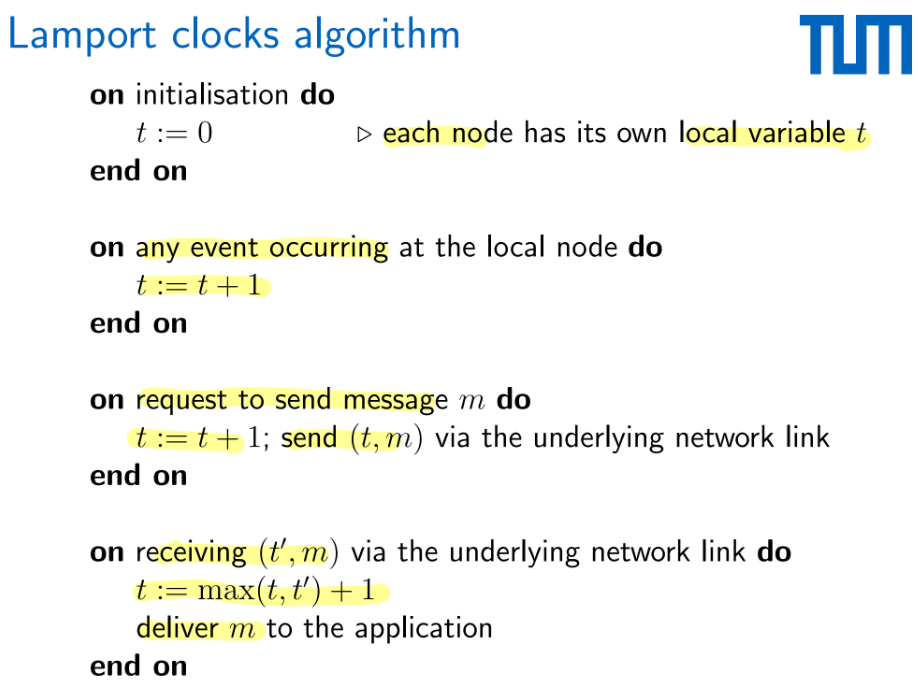 Lamport clocks algorithm
TUM
on initialisation do
t := 0 ▷ each node has its own local variable t
end on
on any event occurring at the local node do
t := t + 1
end on
on request to send message m do
t := t + 1; send (t, m) via the underlying network link
end on
on receiving (t′, m) via the underlying network link do
t := max(t, t′) + 1
deliver m to the application
end on